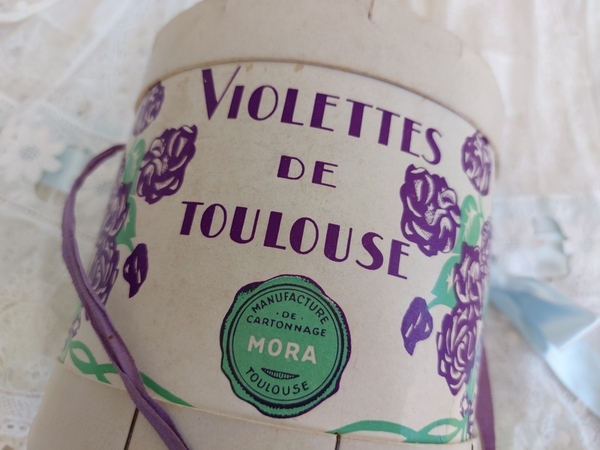 VIOLETTES
DE
TOULOUSE
MANUFACTURE
·DE·
CARTONNAGE
MORA
TOULOUSE